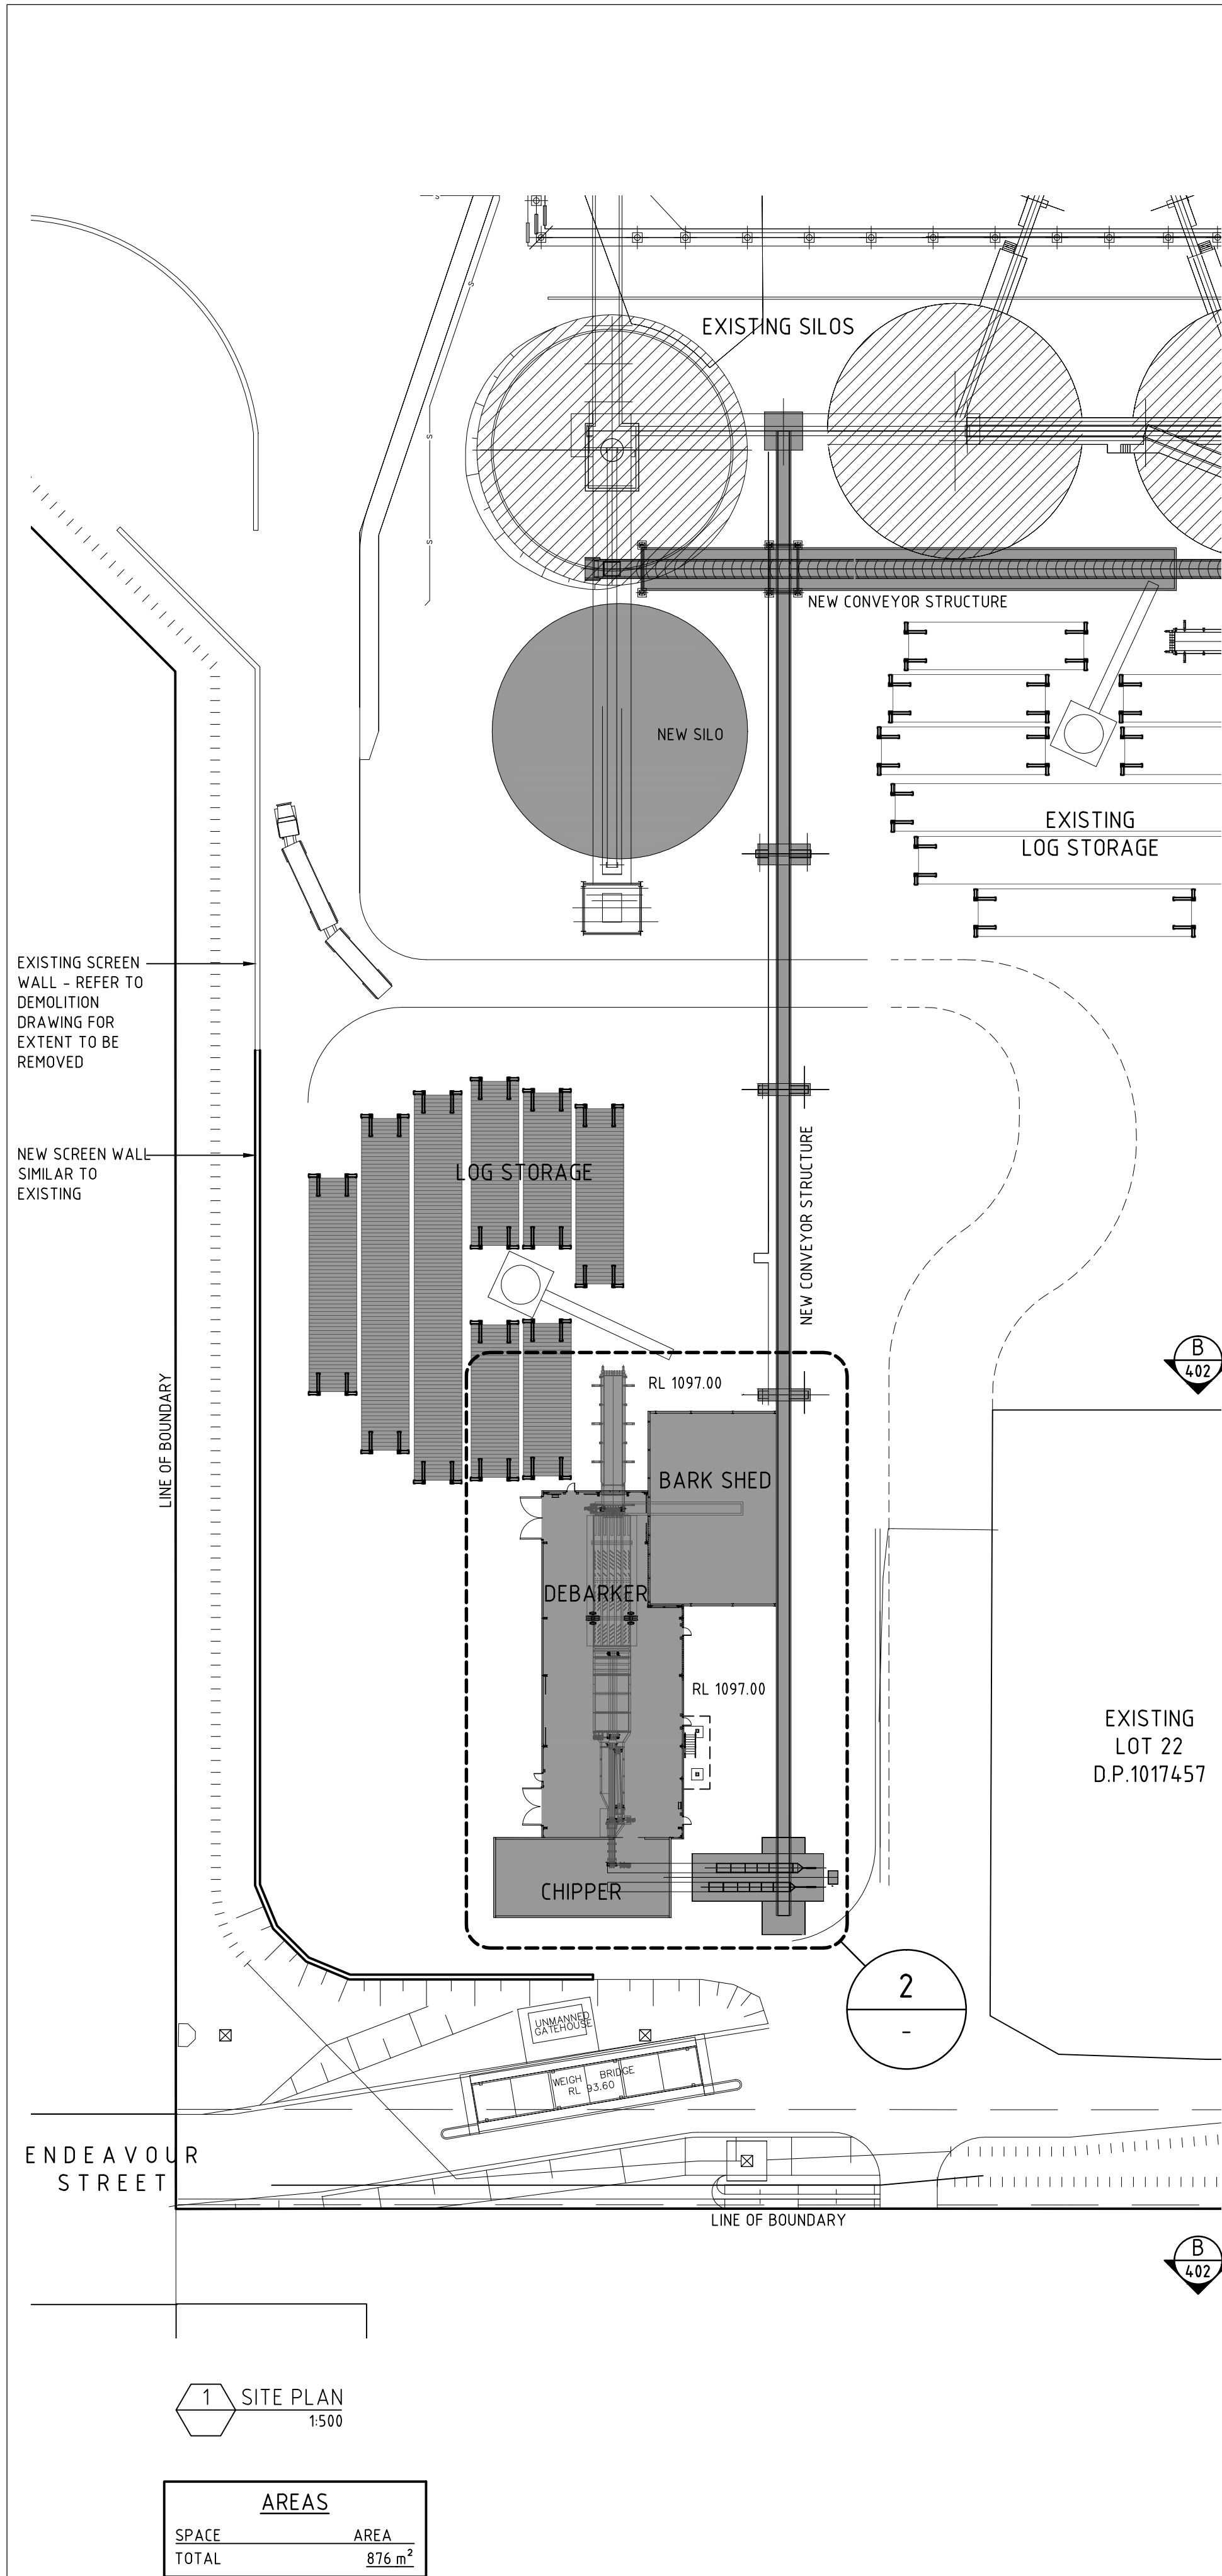 S
S
S
S
S
EXISTING SILOS
NEW CONVEYOR STRUCTURE
NEW SILO
EXISTING
LOG STORAGE
EXISTING SCREEN
WALL - REFER TO
DEMOLITION
DRAWING FOR
EXTENT TO BE
REMOVED
NEW SCREEN WALL
SIMILAR TO
EXISTING
LOG STORAGE
NEW CONVEYOR STRUCTURE
B
402
RL 1097.00
LINE OF BOUNDARY
BARK SHED
DEBARKER
RL 1097.00
EXISTING
LOT 22
D.P.1017457
CHIPPER
2
-
UNMANNED
GATEHOUSE
WEIGH BRIDGE
RL 93.60
ENDEAVOUR
STREET
LINE OF BOUNDARY
B
402
1 SITE PLAN
1:500
AREAS
SPACE AREA
TOTAL 876 m²